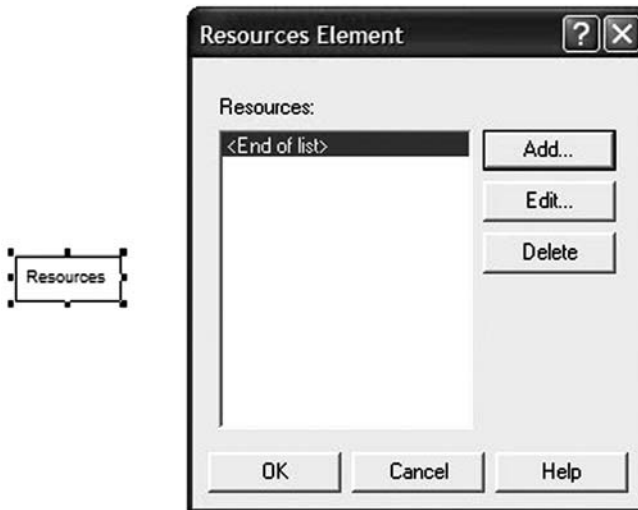 Resources Element
Resources:
<End of list>
Add...
Edit...
Delete
Resources
OK
Cancel
Help